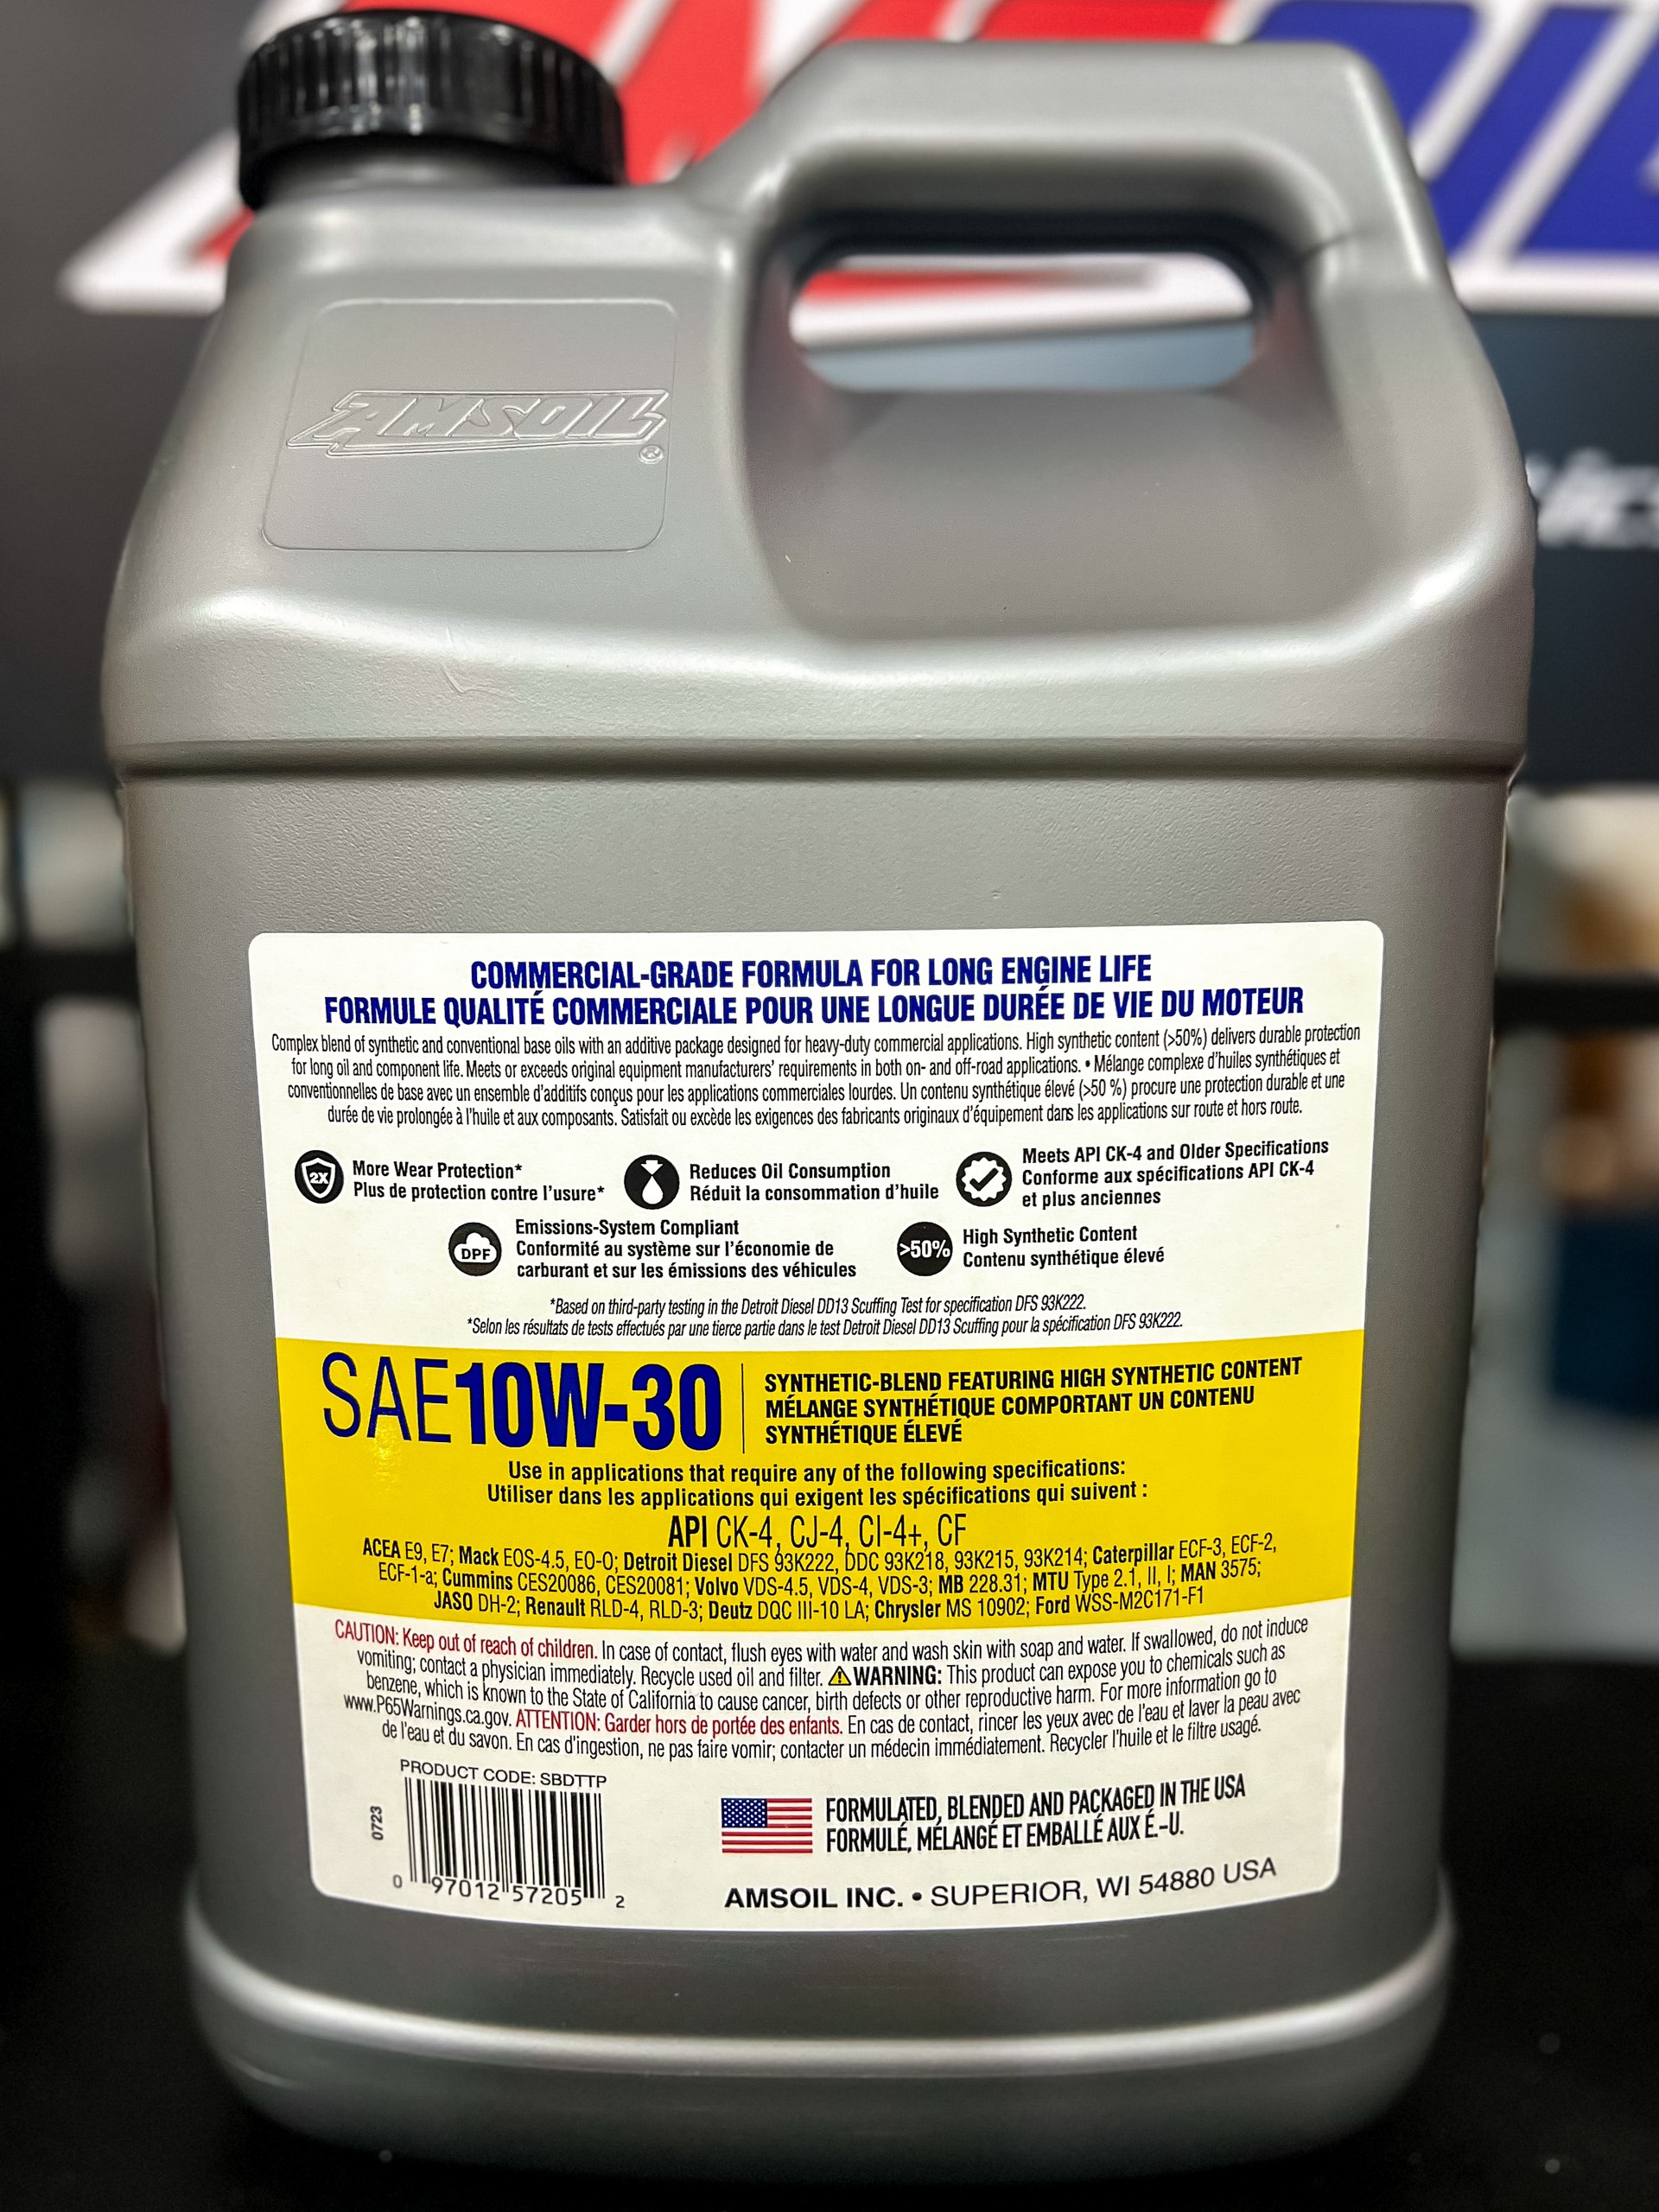 AMSOIL®
COMMERCIAL-GRADE FORMULA FOR LONG ENGINE LIFE
FORMULE QUALITÉ COMMERCIALE POUR UNE LONGUE DURÉE DE VIE DU MOTEUR
Complex blend of synthetic and conventional base oils with an additive package designed for heavy-duty commercial applications. High synthetic content (>50%) delivers durable protection
for long oil and component life. Meets or exceeds original equipment manufacturers' requirements in both on- and off-road applications. • Mélange complexe d'huiles synthétiques et
conventionnelles de base avec un ensemble d'additifs conçus pour les applications commerciales lourdes. Un contenu synthétique élevé (>50 %) procure une protection durable et une
durée de vie prolongée à l'huile et aux composants. Satisfait ou excède les exigences des fabricants originaux d'équipement dans les applications sur route et hors route.
2X
More Wear Protection*
Plus de protection contre l'usure*
Reduces Oil Consumption
Réduit la consommation d'huile
Meets API CK-4 and Older Specifications
Conforme aux spécifications API CK-4
et plus anciennes
DPF
Emissions-System Compliant
Conformité au système sur l'économie de
carburant et sur les émissions des véhicules
>50%
High Synthetic Content
Contenu synthétique élevé
*Based on third-party testing in the Detroit Diesel DD13 Scuffing Test for specification DFS 93K222.
*Selon les résultats de tests effectués par une tierce partie dans le test Detroit Diesel DD13 Scuffing pour la spécification DFS 93K222.
SAE10W-30
SYNTHETIC-BLEND FEATURING HIGH SYNTHETIC CONTENT
MÉLANGE SYNTHÉTIQUE COMPORTANT UN CONTENU
SYNTHÉTIQUE ÉLEVÉ
Use in applications that require any of the following specifications:
Utiliser dans les applications qui exigent les spécifications qui suivent :
API CK-4, CJ-4, CI-4+, CF
ACEA E9, E7; Mack EOS-4.5, EO-O; Detroit Diesel DFS 93K222, DDC 93K218, 93K215, 93K214; Caterpillar ECF-3, ECF-2,
ECF-1-a; Cummins CES20086, CES20081; Volvo VDS-4.5, VDS-4, VDS-3; MB 228.31; MTU Type 2.1, II, I; MAN 3575;
JASO DH-2; Renault RLD-4, RLD-3; Deutz DQC III-10 LA; Chrysler MS 10902; Ford WSS-M2C171-F1
CAUTION: Keep out of reach of children. In case of contact, flush eyes with water and wash skin with soap and water. If swallowed, do not induce
vomiting; contact a physician immediately. Recycle used oil and filter. ⚠WARNING: This product can expose you to chemicals such as
benzene, which is known to the State of California to cause cancer, birth defects or other reproductive harm. For more information go to
www.P65Warnings.ca.gov. ATTENTION: Garder hors de portée des enfants. En cas de contact, rincer les yeux avec de l'eau et laver la peau avec
de l'eau et du savon. En cas d'ingestion, ne pas faire vomir; contacter un médecin immédiatement. Recycler l'huile et le filtre usagé.
PRODUCT CODE: SBDTTP
0723
0 97012 57205 2
FORMULATED, BLENDED AND PACKAGED IN THE USA
FORMULÉ, MÉLANGÉ ET EMBALLÉ AUX É.-U.
AMSOIL INC. • SUPERIOR, WI 54880 USA